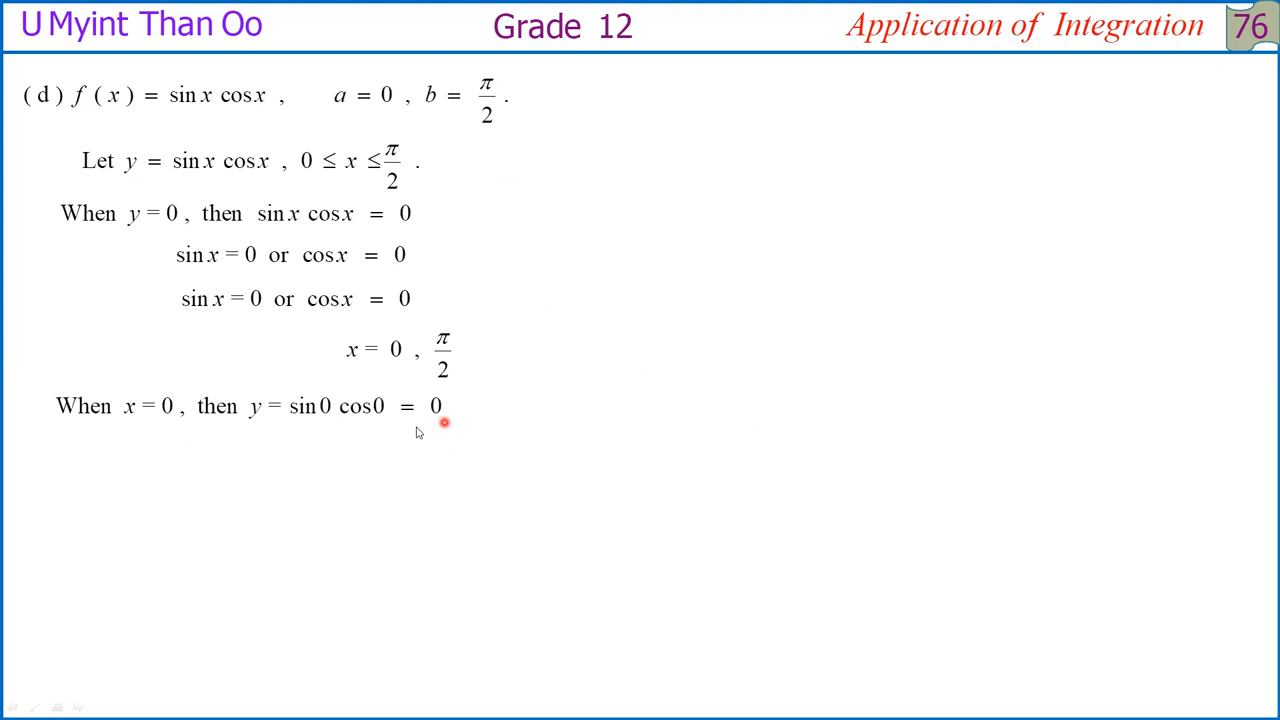 U Myint Than Oo Grade 12 Application of Integration 76
( d ) f ( x ) = sin x cos x , a = 0 , b = π/2 .
Let y = sin x cos x , 0 ≤ x ≤ π/2 .
When y = 0 , then sin x cos x = 0
sin x = 0 or cos x = 0
sin x = 0 or cos x = 0
x = 0 , π/2
When x = 0 , then y = sin 0 cos 0 = 0